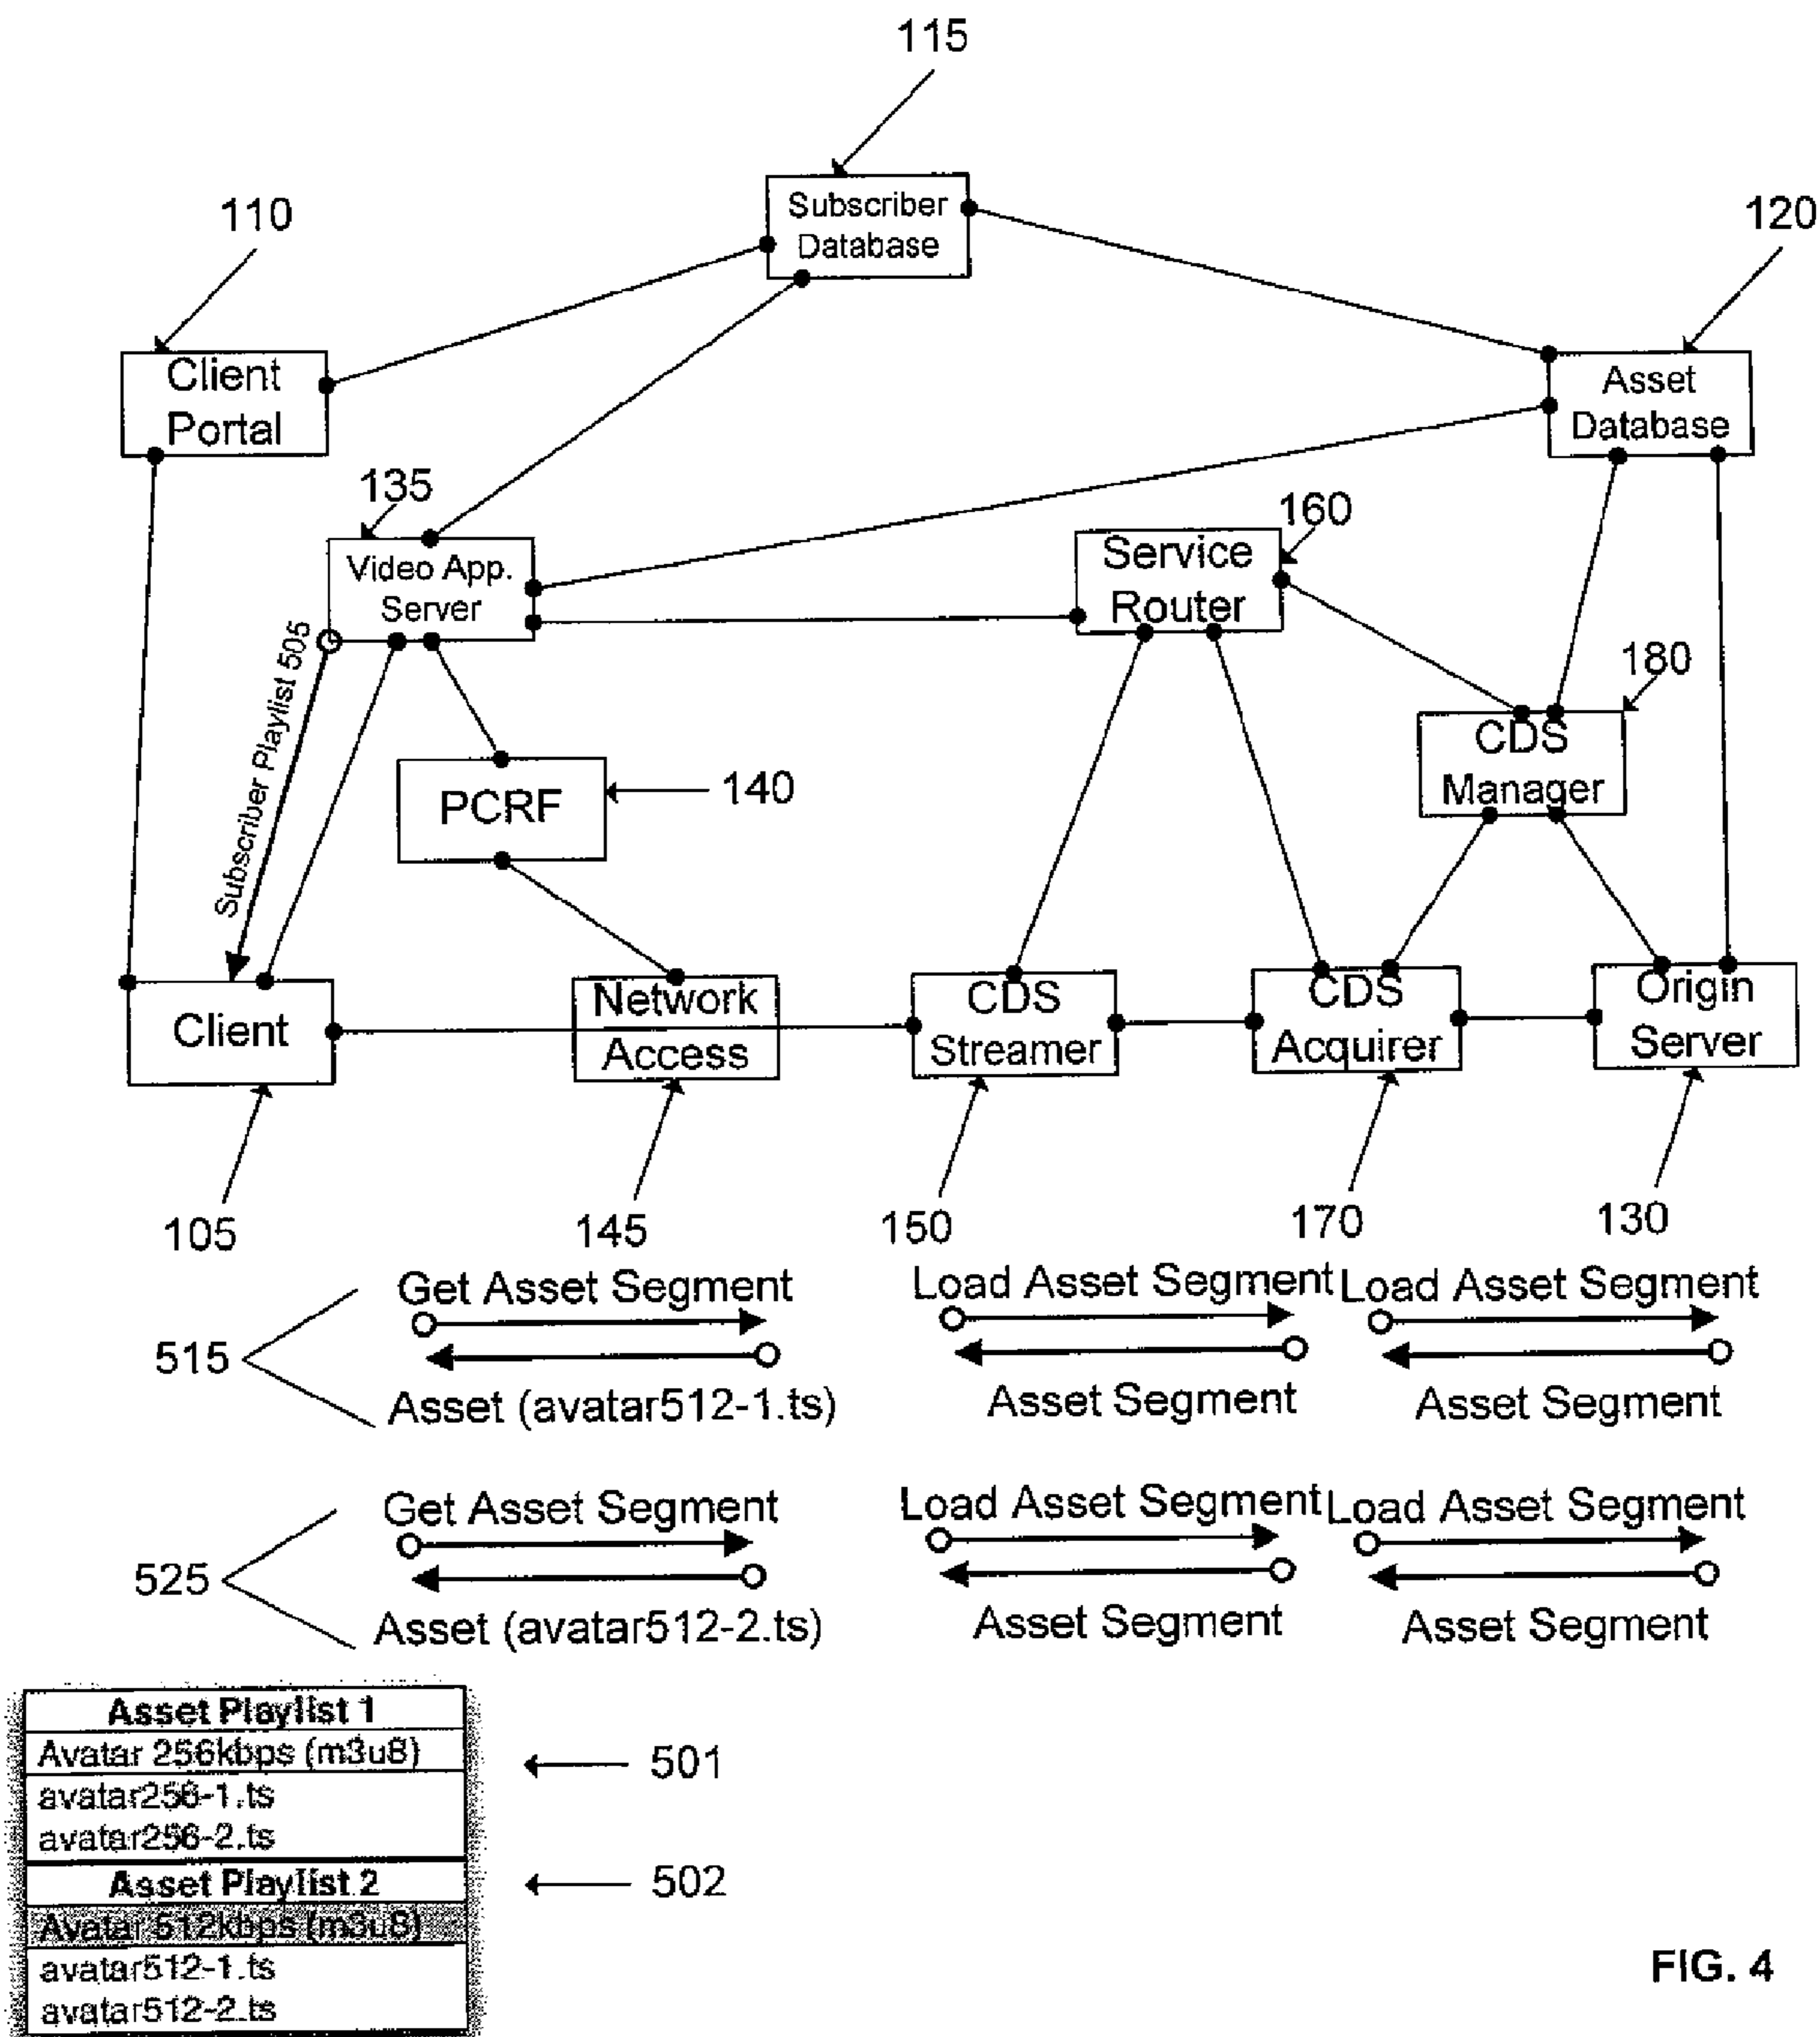 115
110
Subscriber
Database
120
Client
Portal
Asset
Database
135
160
Video App.
Server
Service
Router
Subscriber Playlist 505
180
CDS
Manager
PCRF
140
Client
Network
Access
CDS
Streamer
CDS
Acquirer
Origin
Server
105
145
150
170
130
Get Asset Segment
Load Asset Segment
Load Asset Segment
515
Asset (avatar512-1.ts)
Asset Segment
Asset Segment
Get Asset Segment
Load Asset Segment
Load Asset Segment
525
Asset (avatar512-2.ts)
Asset Segment
Asset Segment
Asset Playlist 1
Avatar 256kbps (m3u8)
501
avatar256-1.ts
avatar256-2.ts
Asset Playlist 2
502
Avatar 512kbps (m3u8)
avatar512-1.ts
avatar512-2.ts
FIG. 4